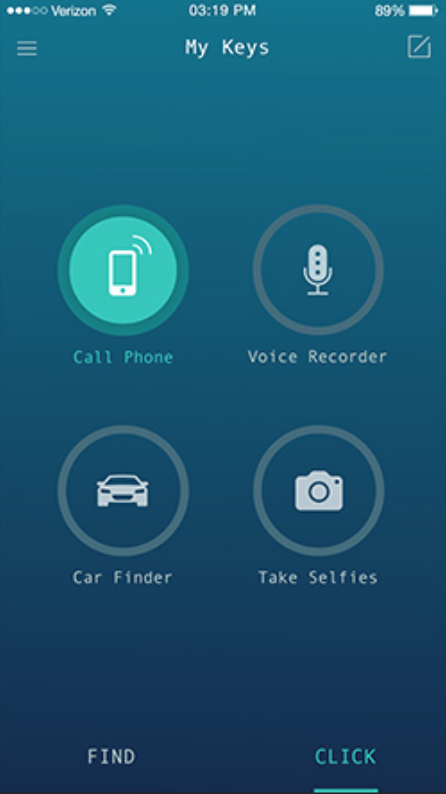 Verizon 03:19 PM 89%
My Keys
Call Phone Voice Recorder
Car Finder Take Selfies
FIND CLICK